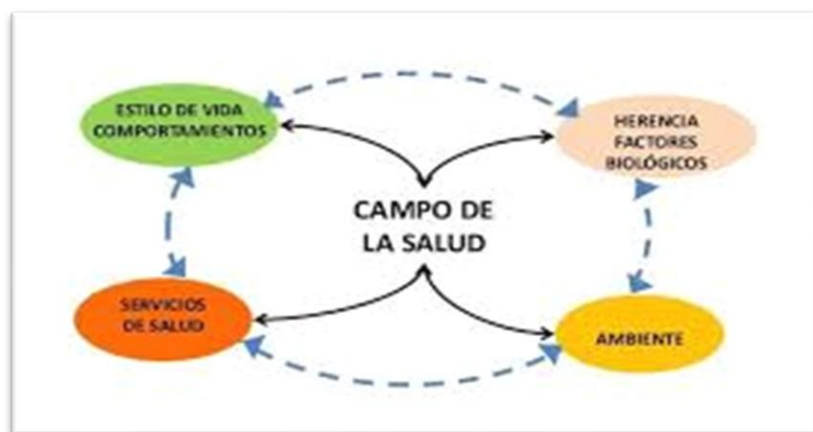 ESTILO DE VIDA
COMPORTAMIENTOS
HERENCIA
FACTORES
BIOLÓGICOS
CAMPO DE
LA SALUD
SERVICIOS
DE SALUD
AMBIENTE